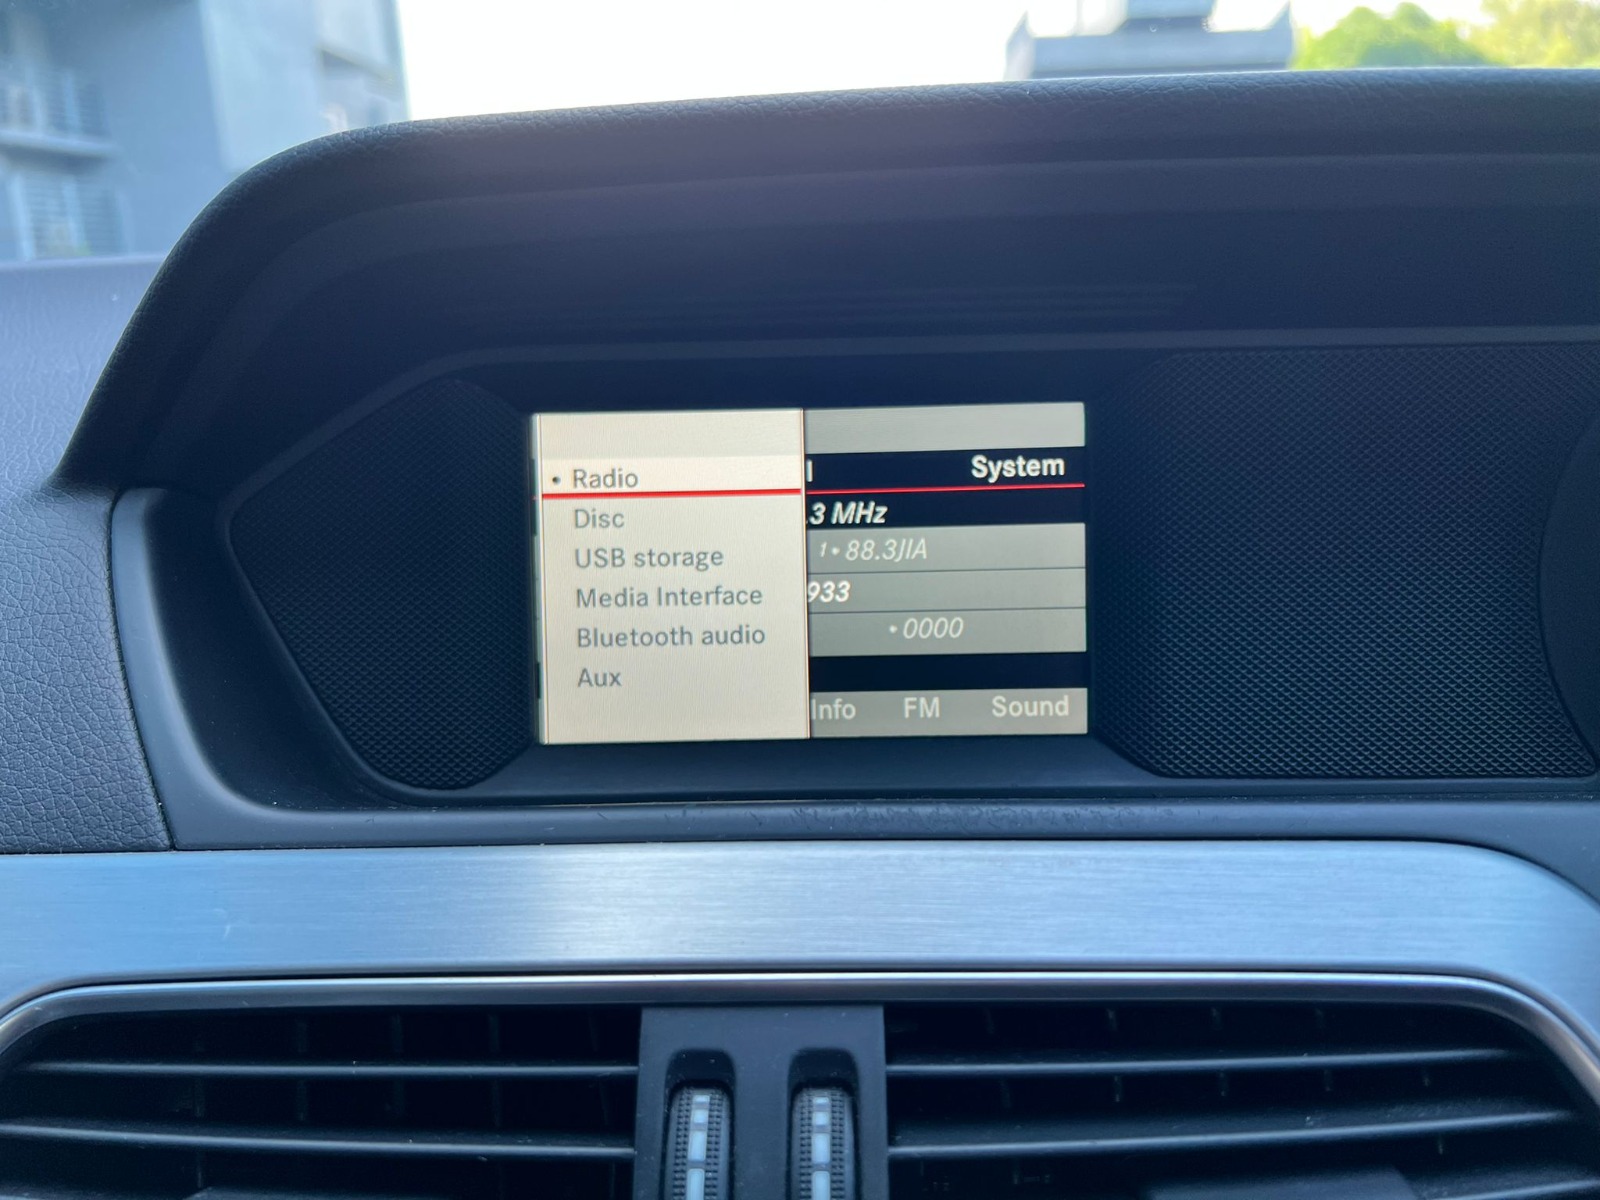 System
• Radio
.3 MHz
Disc
1•88.3JIA
USB storage
933
Media Interface
•0000
Bluetooth audio
Aux
Info FM Sound